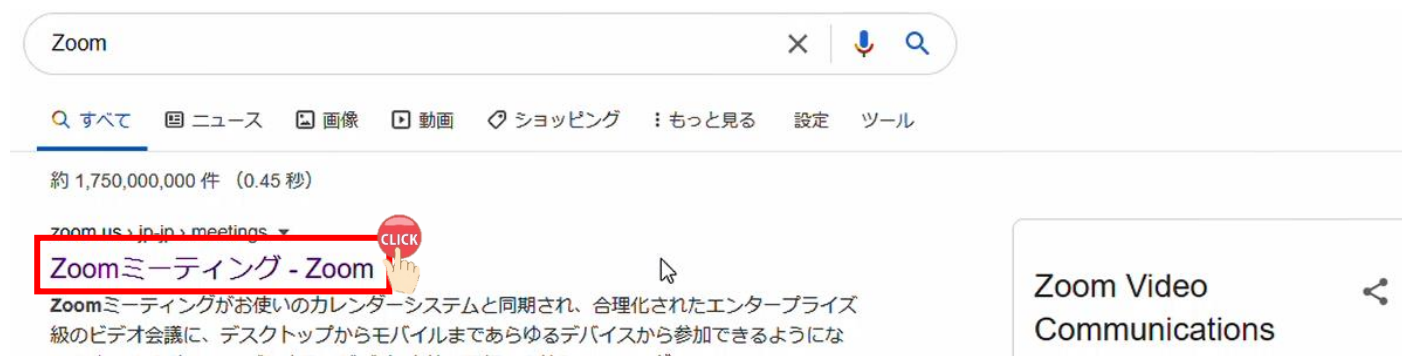 Zoom
すべて ニュース 画像 動画 ショッピング もっと見る 設定 ツール
約 1,750,000,000 件 （0.45 秒）
zoom.us › jp-jp › meetings
CLICK
Zoomミーティング - Zoom
Zoomミーティングがお使いのカレンダーシステムと同期され、合理化されたエンタープライズ
級のビデオ会議に、デスクトップからモバイルまであらゆるデバイスから参加できるようにな
Zoom Video
Communications